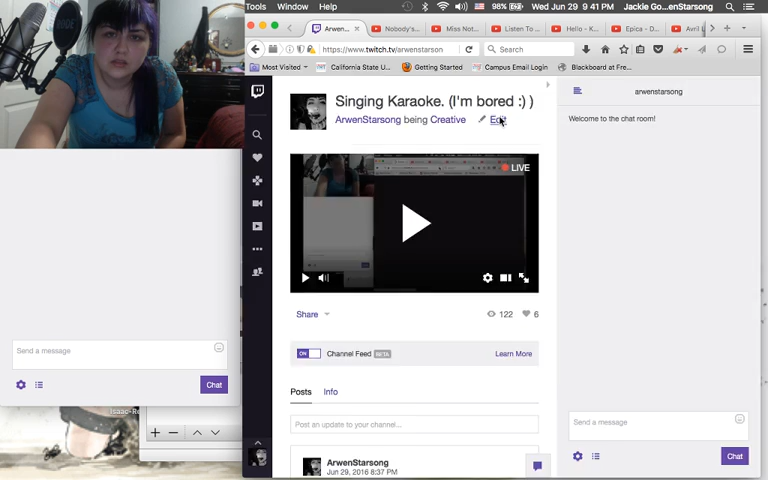 Tools Window Help 98% Wed Jun 29 9:41 PM Jackie Go...enStarsong
Arwen... Nobody's... Miss Not... Listen To ... Hello - K... Epica - D... Avril L
https://www.twitch.tv/arwenstarson Search
Most Visited California State U... Getting Started Campus Email Login Blackboard at Fre...
Singing Karaoke. (I'm bored :) )
ArwenStarsong being Creative Edit
LIVE
Share 122 6
ON Channel Feed BETA Learn More
Posts Info
Post an update to your channel...
ArwenStarsong
Jun 29, 2016 8:37 PM
arwenstarsong
Welcome to the chat room!
Send a message
Chat
Send a message
Chat
Isaac-Re